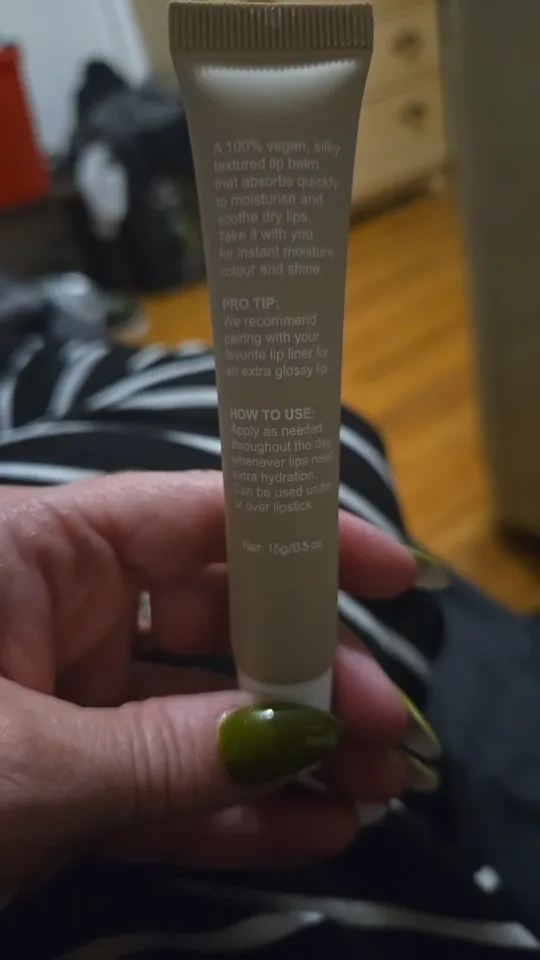 A 100% vegan, silky
textured lip balm
that absorbs quickly
to moisturise and
soothe dry lips.
Take it with you
for instant moisture
colour and shine.
PRO TIP:
We recommend
pairing with your
favorite lip liner for
an extra glossy lip.
HOW TO USE:
Apply as needed
throughout the day
whenever lips need
extra hydration.
Can be used under
or over lipstick.
Net: 15g/0.5 oz